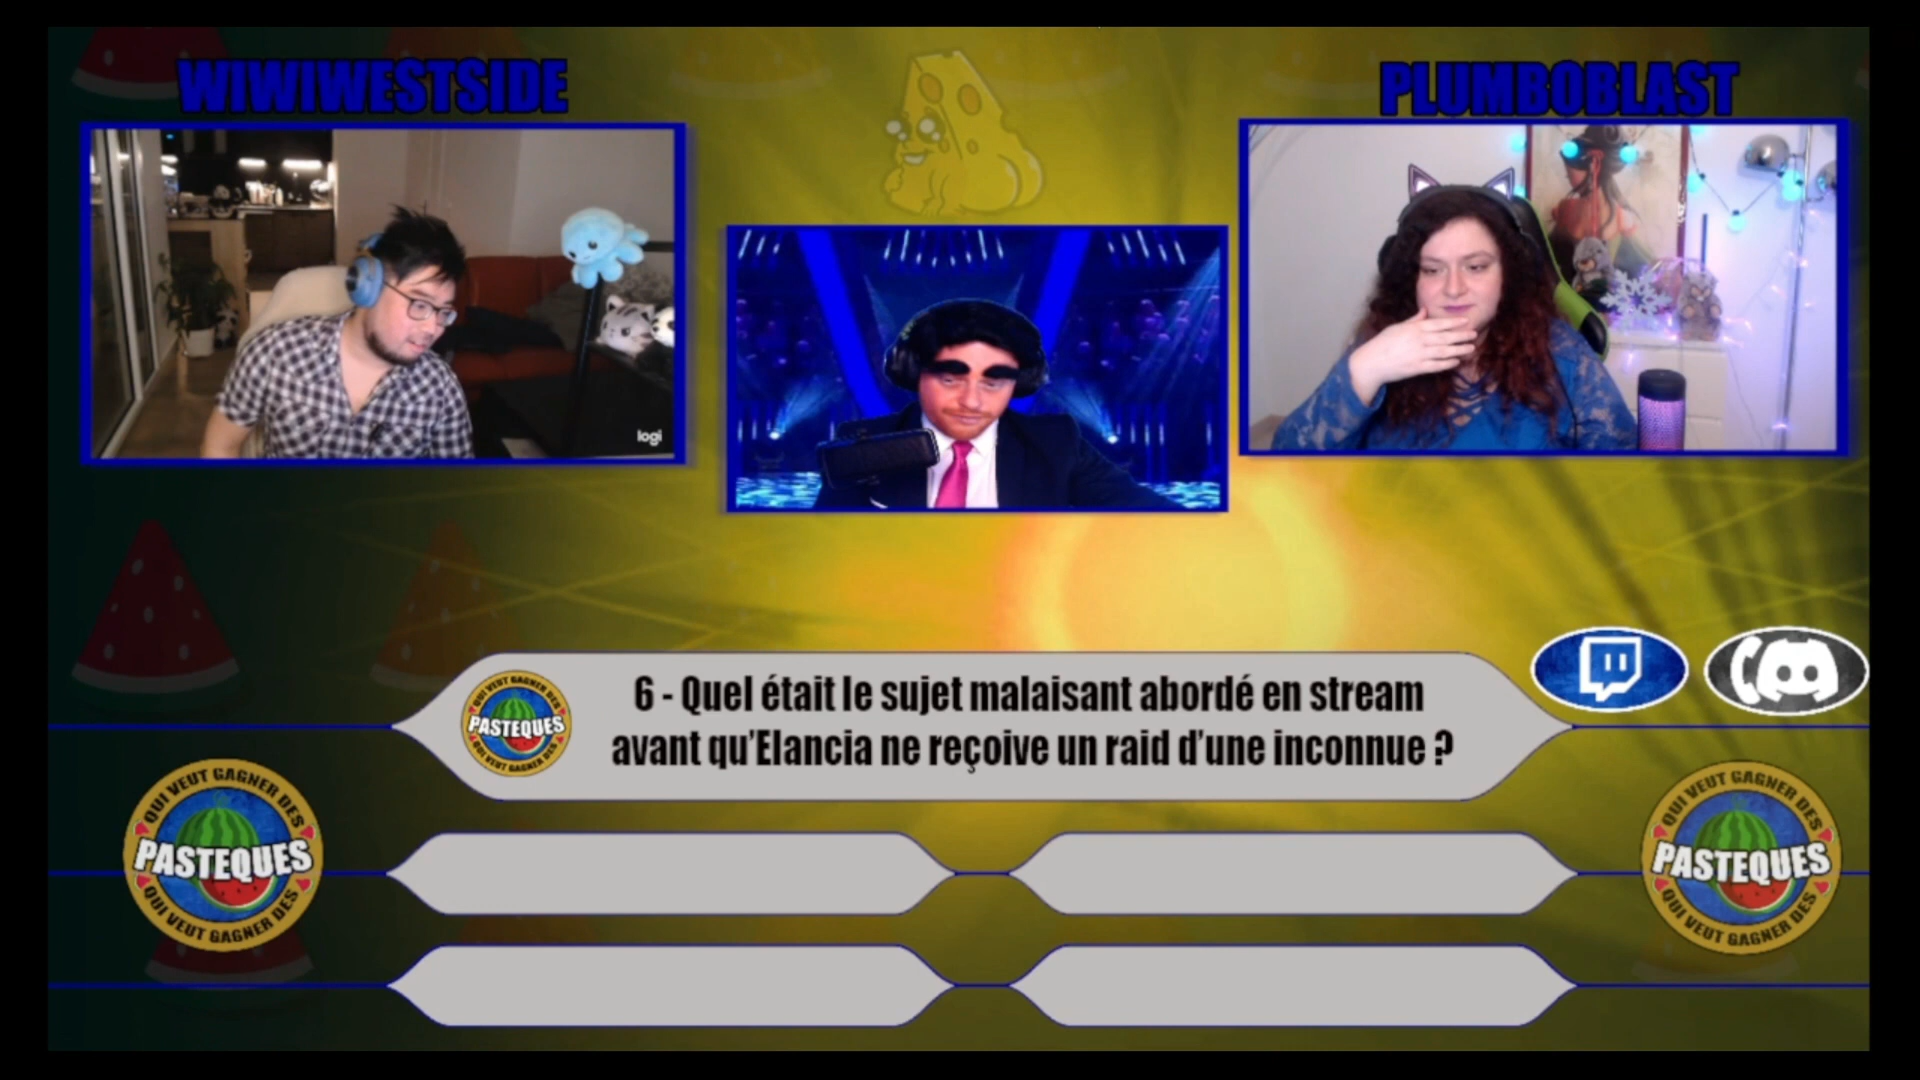 WIWIWESTSIDE
PLUMBOBLAST
logi
6 - Quel était le sujet malaisant abordé en stream
avant qu'Elancia ne reçoive un raid d'une inconnue ?
QUI VEUT GAGNER DES
PASTEQUES
QUI VEUT GAGNER DES
QUI VEUT GAGNER DES
PASTEQUES
QUI VEUT GAGNER DES
QUI VEUT GAGNER DES
PASTEQUES
QUI VEUT GAGNER DES